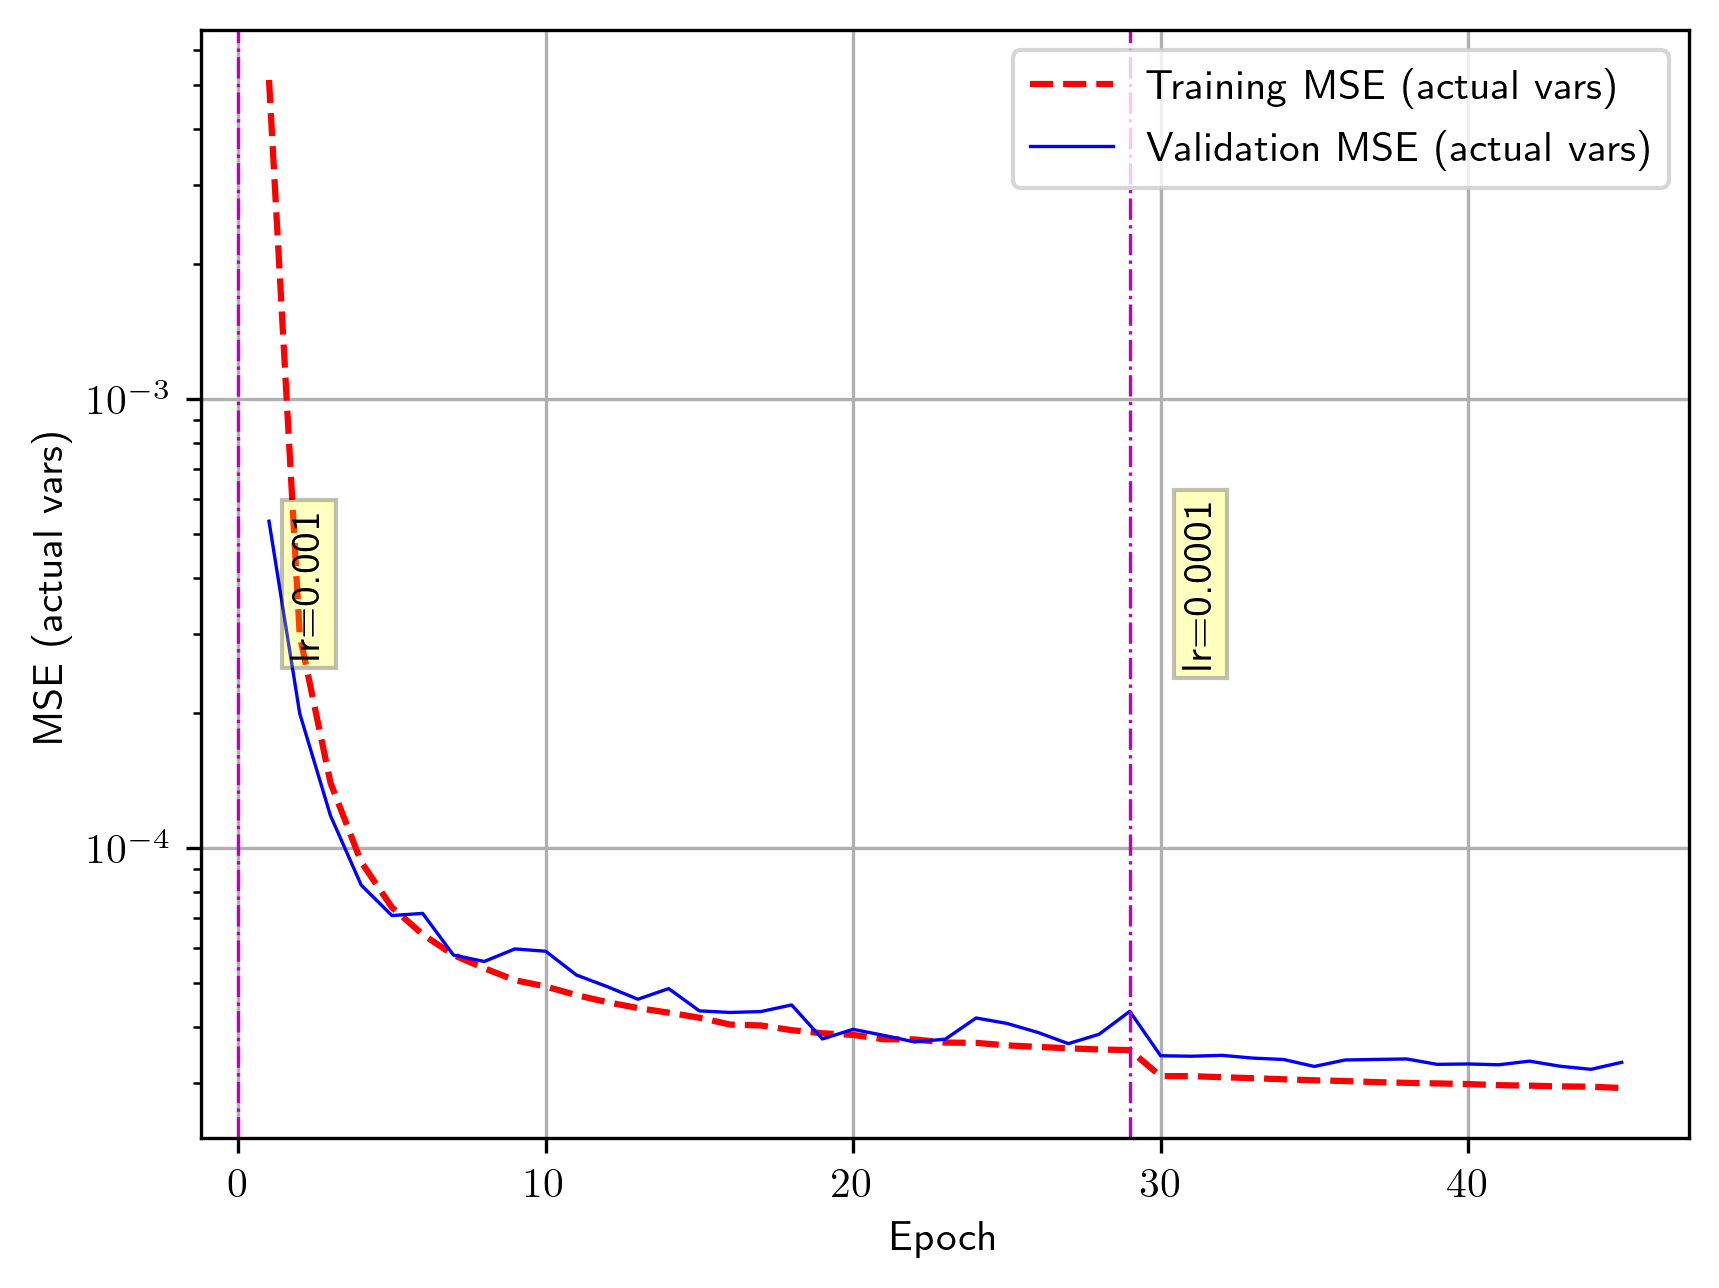 Training MSE (actual vars)
Validation MSE (actual vars)
MSE (actual vars)
10⁻³
10⁻⁴
lr=0.001
lr=0.0001
0 10 20 30 40
Epoch